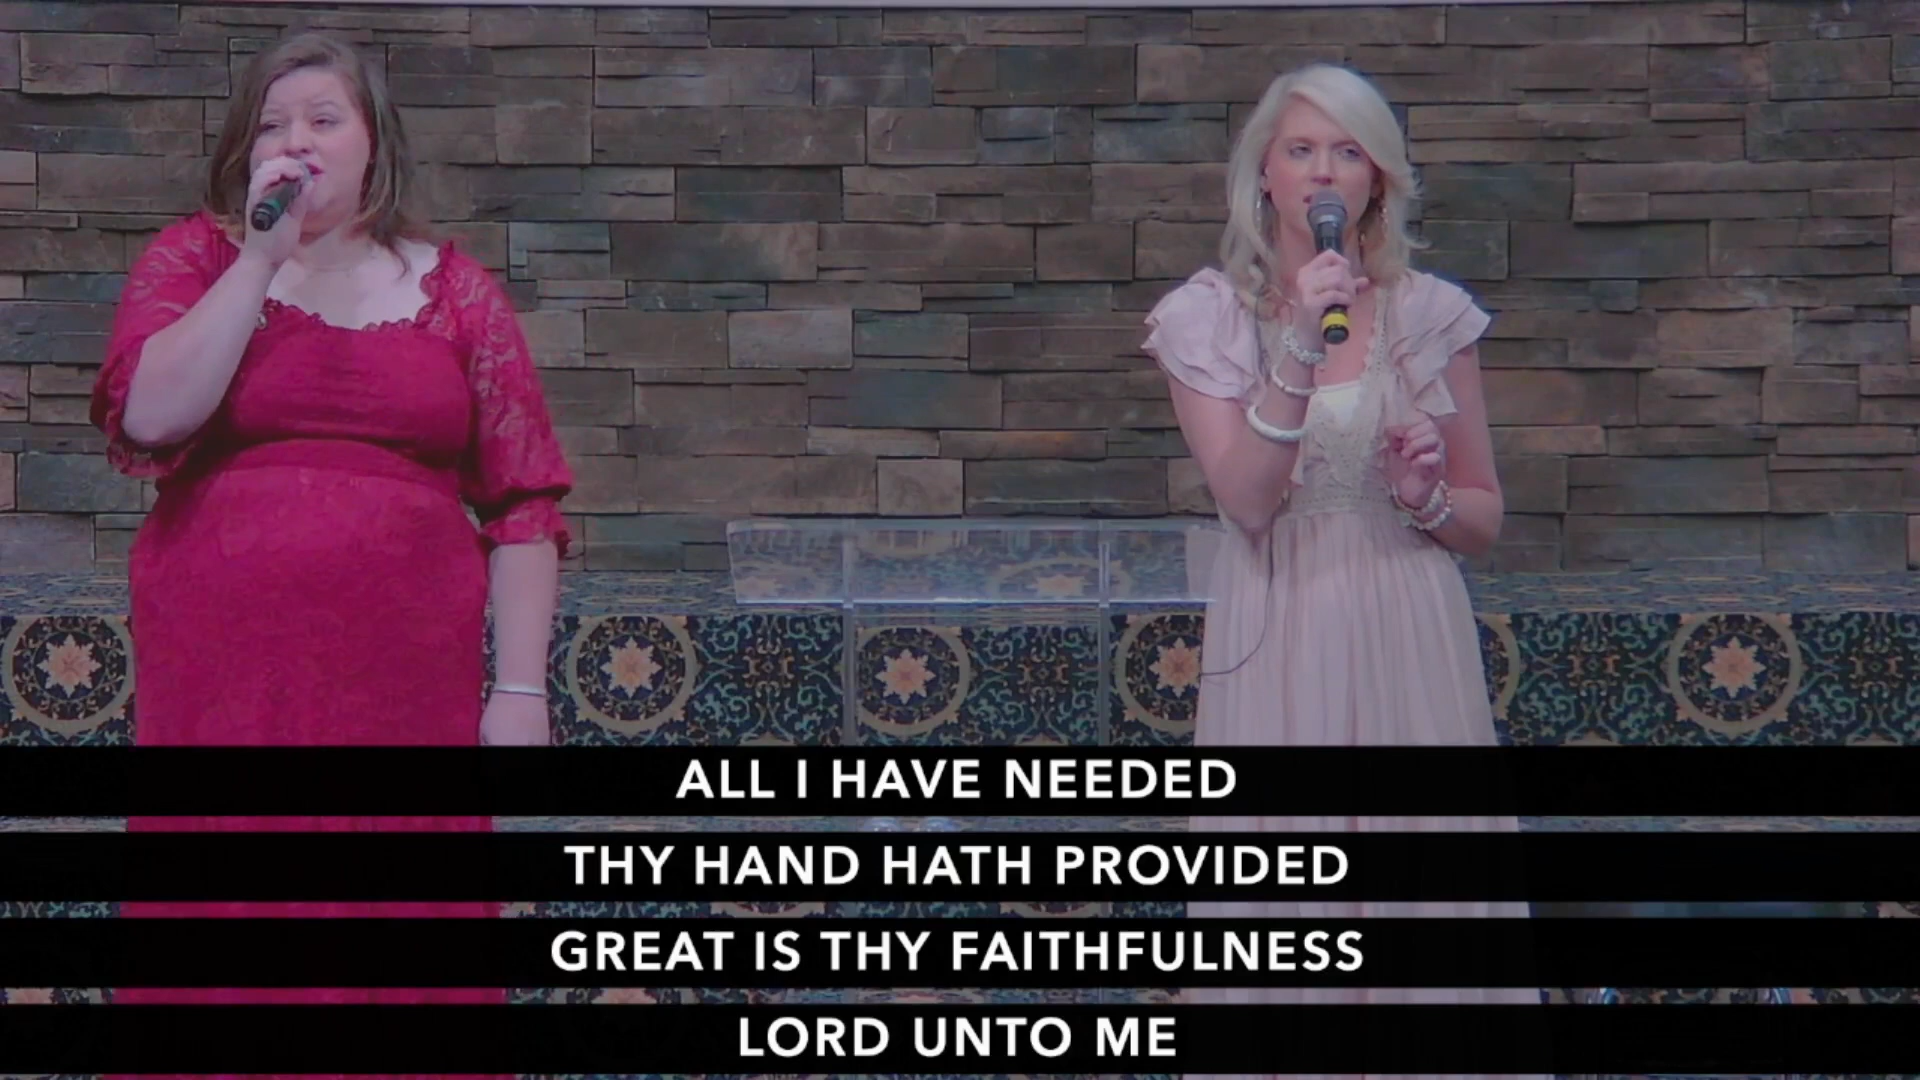 ALL I HAVE NEEDED
THY HAND HATH PROVIDED
GREAT IS THY FAITHFULNESS
LORD UNTO ME